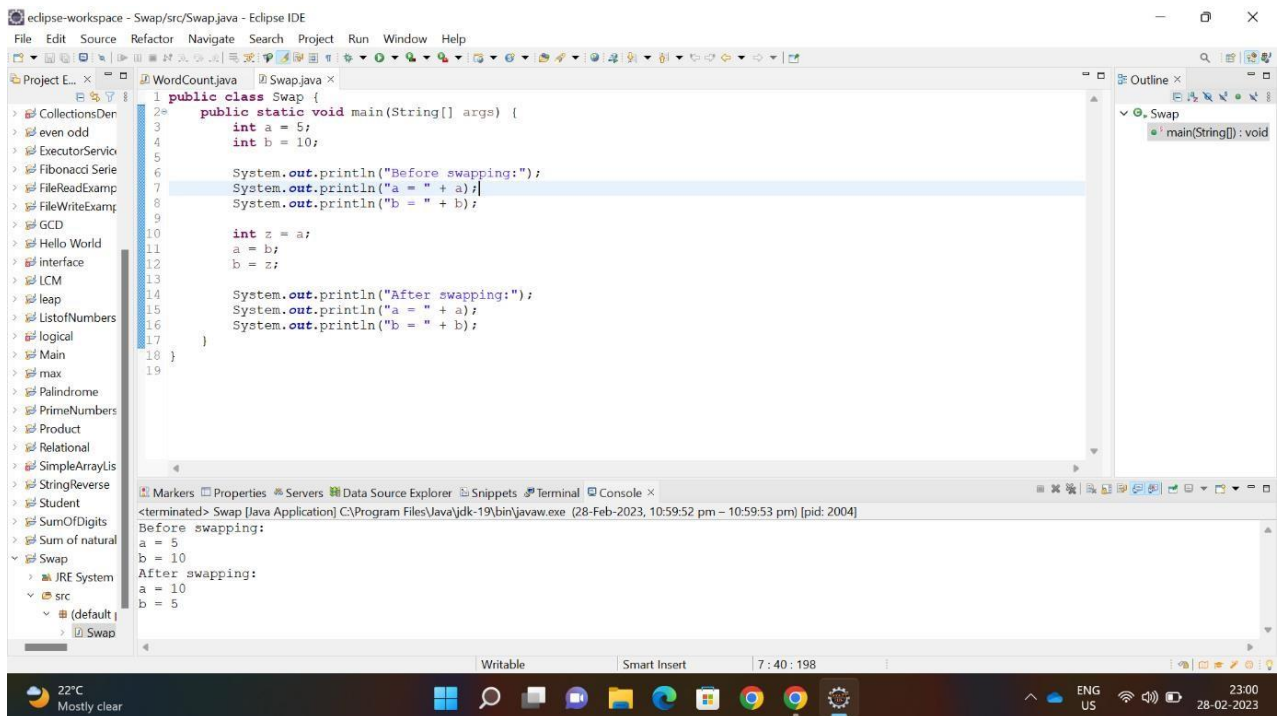 eclipse-workspace - Swap/src/Swap.java - Eclipse IDE
File Edit Source Refactor Navigate Search Project Run Window Help
Project E...
CollectionsDen
even odd
ExecutorService
Fibonacci Serie
FileReadExamp
FileWriteExamp
GCD
Hello World
interface
LCM
leap
ListofNumbers
logical
Main
max
Palindrome
PrimeNumbers
Product
Relational
SimpleArrayLis
StringReverse
Student
SumOfDigits
Sum of natural
Swap
JRE System
src
(default p
Swap
WordCount.java Swap.java
1 public class Swap {
2 public static void main(String[] args) {
3 int a = 5;
4 int b = 10;
5
6 System.out.println("Before swapping:");
7 System.out.println("a = " + a);
8 System.out.println("b = " + b);
9
10 int z = a;
11 a = b;
12 b = z;
13
14 System.out.println("After swapping:");
15 System.out.println("a = " + a);
16 System.out.println("b = " + b);
17 }
18 }
19
Outline
Swap
main(String[]) : void
Markers Properties Servers Data Source Explorer Snippets Terminal Console
<terminated> Swap [Java Application] C:\Program Files\Java\jdk-19\bin\javaw.exe (28-Feb-2023, 10:59:52 pm – 10:59:53 pm) [pid: 2004]
Before swapping:
a = 5
b = 10
After swapping:
a = 10
b = 5
Writable Smart Insert 7 : 40 : 198
22°C
Mostly clear
ENG
US
23:00
28-02-2023